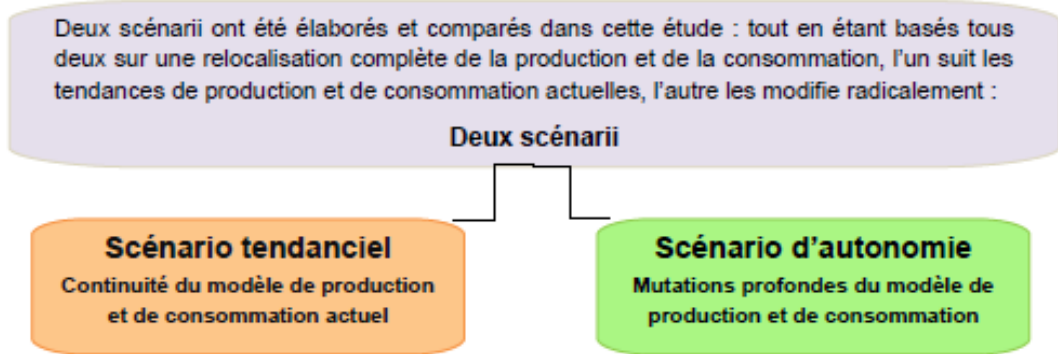 Deux scénarii ont été élaborés et comparés dans cette étude : tout en étant basés tous
deux sur une relocalisation complète de la production et de la consommation, l'un suit les
tendances de production et de consommation actuelles, l'autre les modifie radicalement :
Deux scénarii
Scénario tendanciel
Continuité du modèle de production
et de consommation actuel
Scénario d'autonomie
Mutations profondes du modèle de
production et de consommation